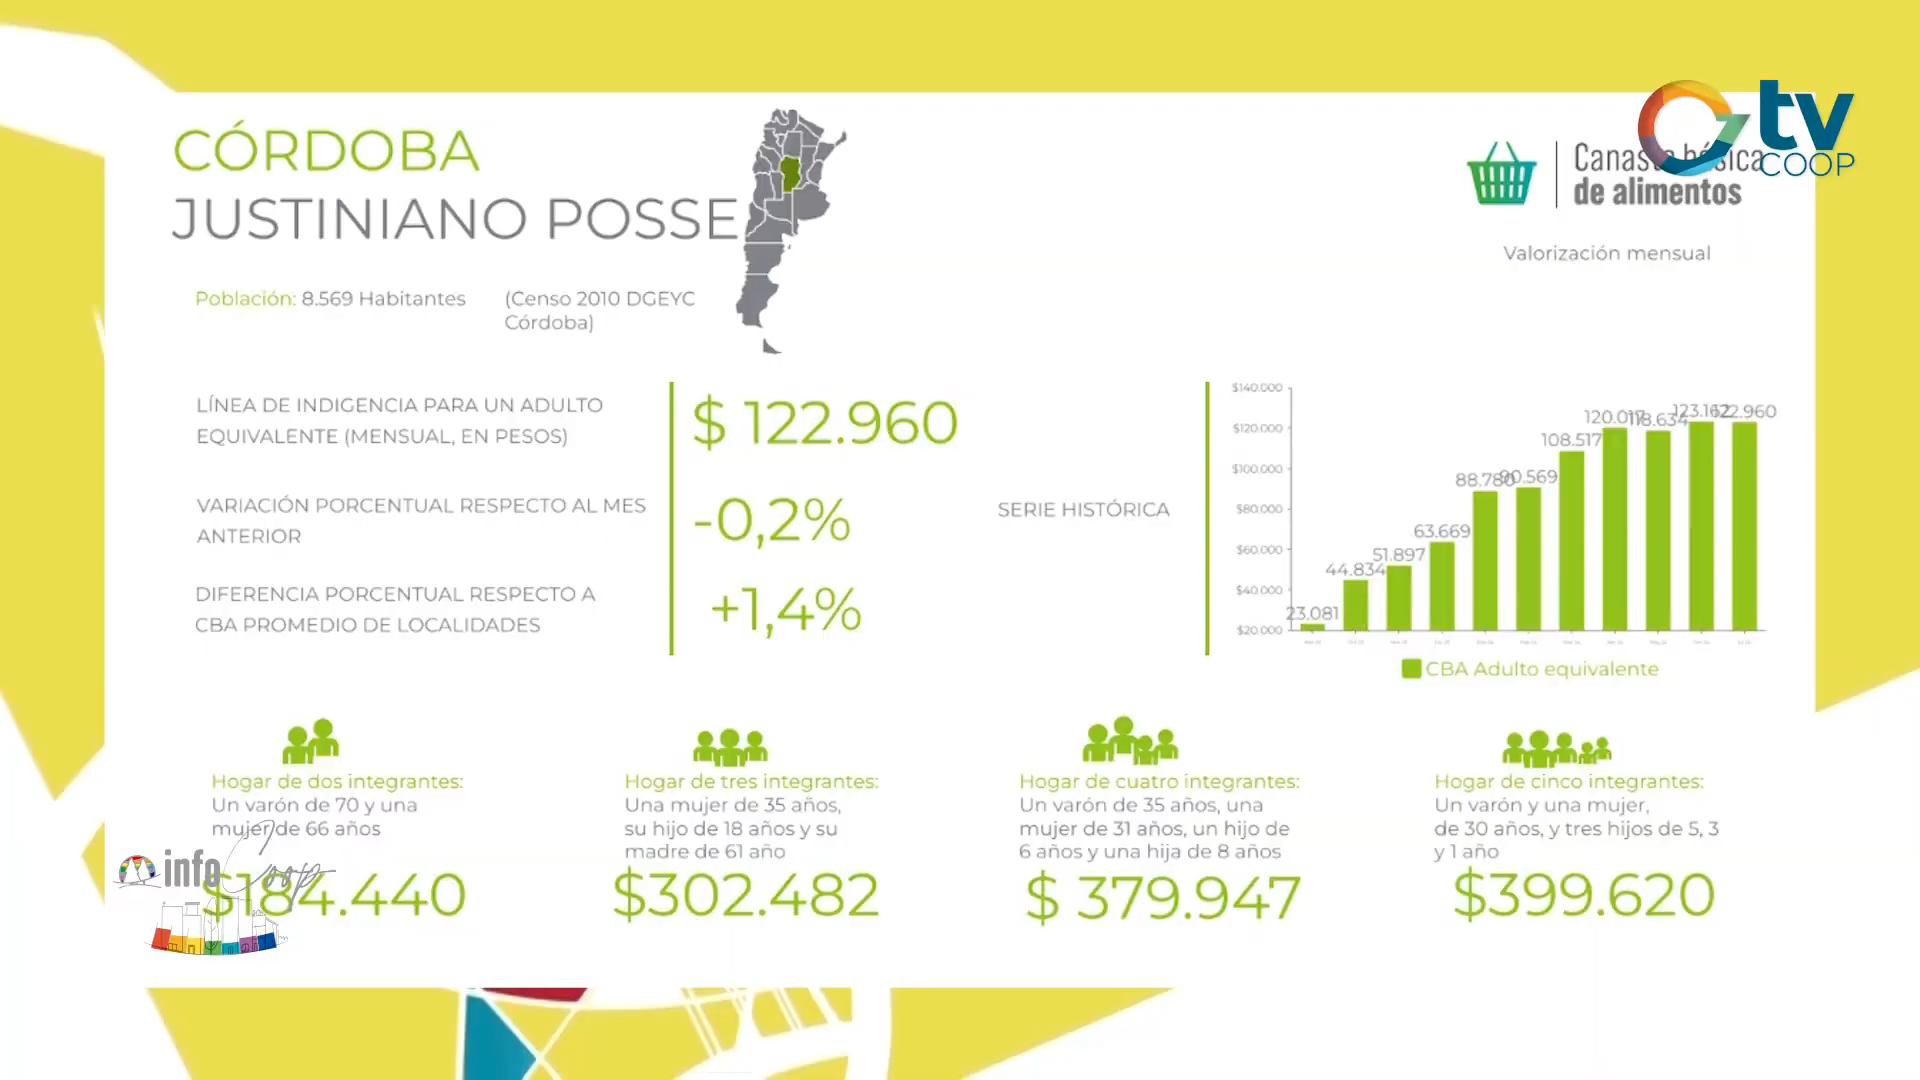 tv
COOP
CÓRDOBA
JUSTINIANO POSSE
Canasta básica
de alimentos
Valorización mensual
Población: 8.569 Habitantes
(Censo 2010 DGEYC
Córdoba)
LÍNEA DE INDIGENCIA PARA UN ADULTO
EQUIVALENTE (MENSUAL, EN PESOS)
$ 122.960
VARIACIÓN PORCENTUAL RESPECTO AL MES
ANTERIOR
-0,2%
DIFERENCIA PORCENTUAL RESPECTO A
CBA PROMEDIO DE LOCALIDADES
+1,4%
SERIE HISTÓRICA
$140.000
$120.000
$100.000
$80.000
$60.000
$40.000
$20.000
23.081
44.834
51.897
63.669
88.780
90.569
108.517
120.017
118.634
123.162
122.960
CBA Adulto equivalente
Hogar de dos integrantes:
Un varón de 70 y una
mujer de 66 años
$184.440
Hogar de tres integrantes:
Una mujer de 35 años,
su hijo de 18 años y su
madre de 61 año
$302.482
Hogar de cuatro integrantes:
Un varón de 35 años, una
mujer de 31 años, un hijo de
6 años y una hija de 8 años
$ 379.947
Hogar de cinco integrantes:
Un varón y una mujer,
de 30 años, y tres hijos de 5, 3
y 1 año
$399.620
info Coop